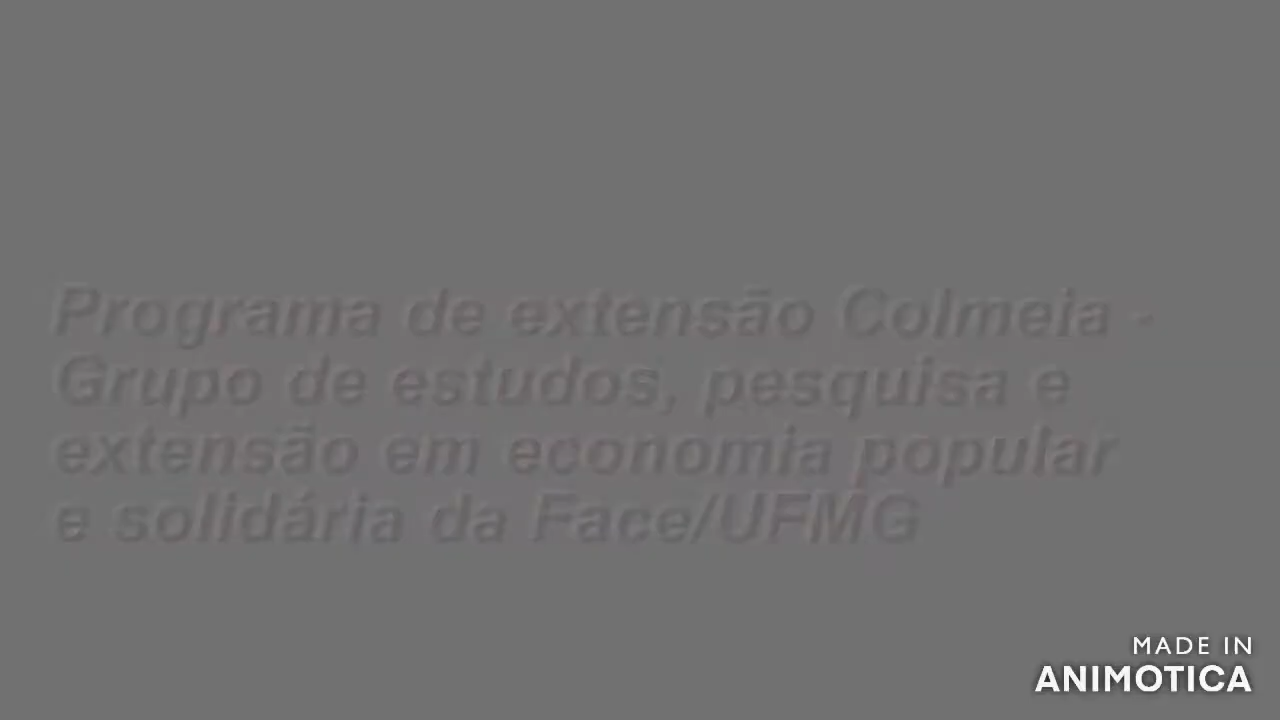 Programa de extensão Colmeia -
Grupo de estudos, pesquisa e
extensão em economia popular
e solidária da Face/UFMG
MADE IN
ANIMOTICA